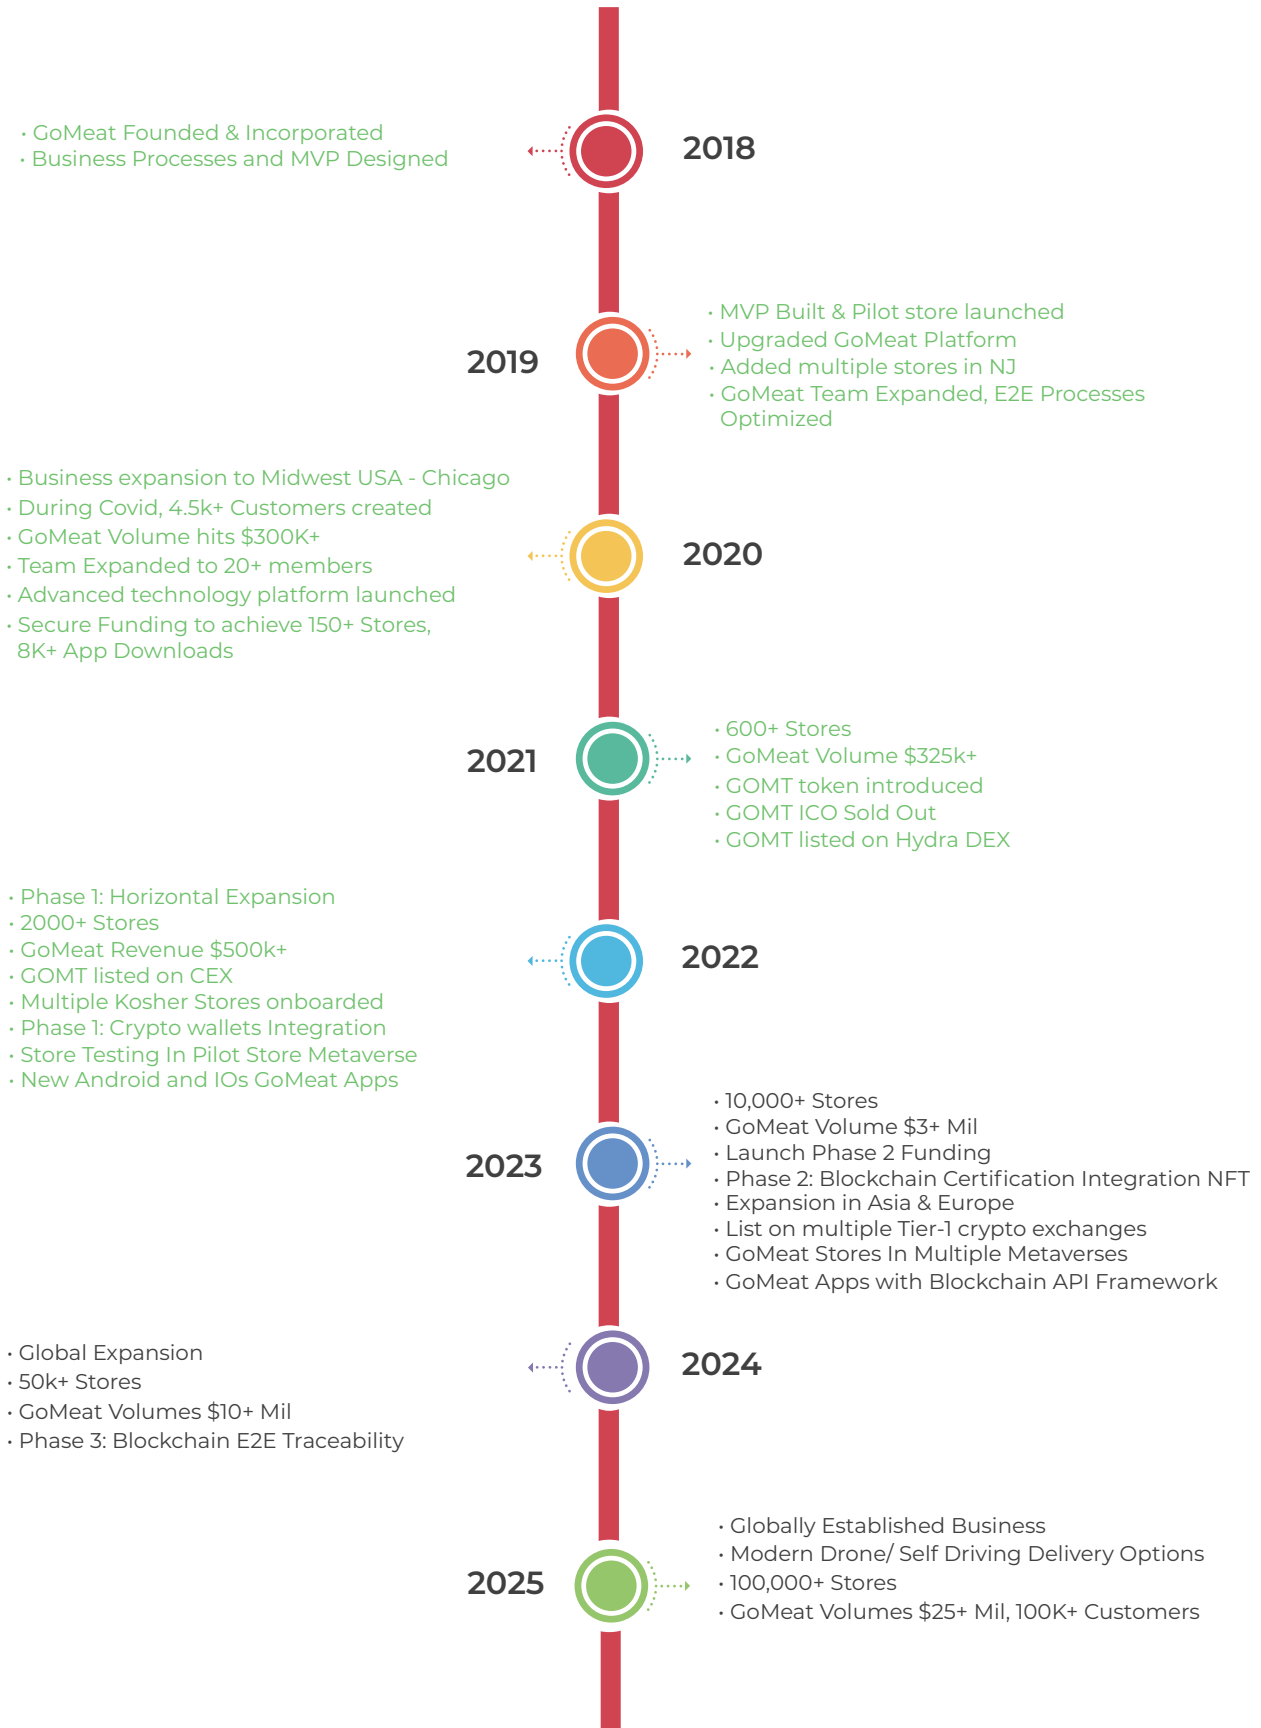 2018
• GoMeat Founded & Incorporated
• Business Processes and MVP Designed
2019
• MVP Built & Pilot store launched
• Upgraded GoMeat Platform
• Added multiple stores in NJ
• GoMeat Team Expanded, E2E Processes
Optimized
2020
• Business expansion to Midwest USA - Chicago
• During Covid, 4.5k+ Customers created
• GoMeat Volume hits $300K+
• Team Expanded to 20+ members
• Advanced technology platform launched
• Secure Funding to achieve 150+ Stores,
8K+ App Downloads
2021
• 600+ Stores
• GoMeat Volume $325k+
• GOMT token introduced
• GOMT ICO Sold Out
• GOMT listed on Hydra DEX
2022
• Phase 1: Horizontal Expansion
• 2000+ Stores
• GoMeat Revenue $500k+
• GOMT listed on CEX
• Multiple Kosher Stores onboarded
• Phase 1: Crypto wallets Integration
• Store Testing In Pilot Store Metaverse
• New Android and IOs GoMeat Apps
2023
• 10,000+ Stores
• GoMeat Volume $3+ Mil
• Launch Phase 2 Funding
• Phase 2: Blockchain Certification Integration NFT
• Expansion in Asia & Europe
• List on multiple Tier-1 crypto exchanges
• GoMeat Stores In Multiple Metaverses
• GoMeat Apps with Blockchain API Framework
2024
• Global Expansion
• 50k+ Stores
• GoMeat Volumes $10+ Mil
• Phase 3: Blockchain E2E Traceability
2025
• Globally Established Business
• Modern Drone/ Self Driving Delivery Options
• 100,000+ Stores
• GoMeat Volumes $25+ Mil, 100K+ Customers